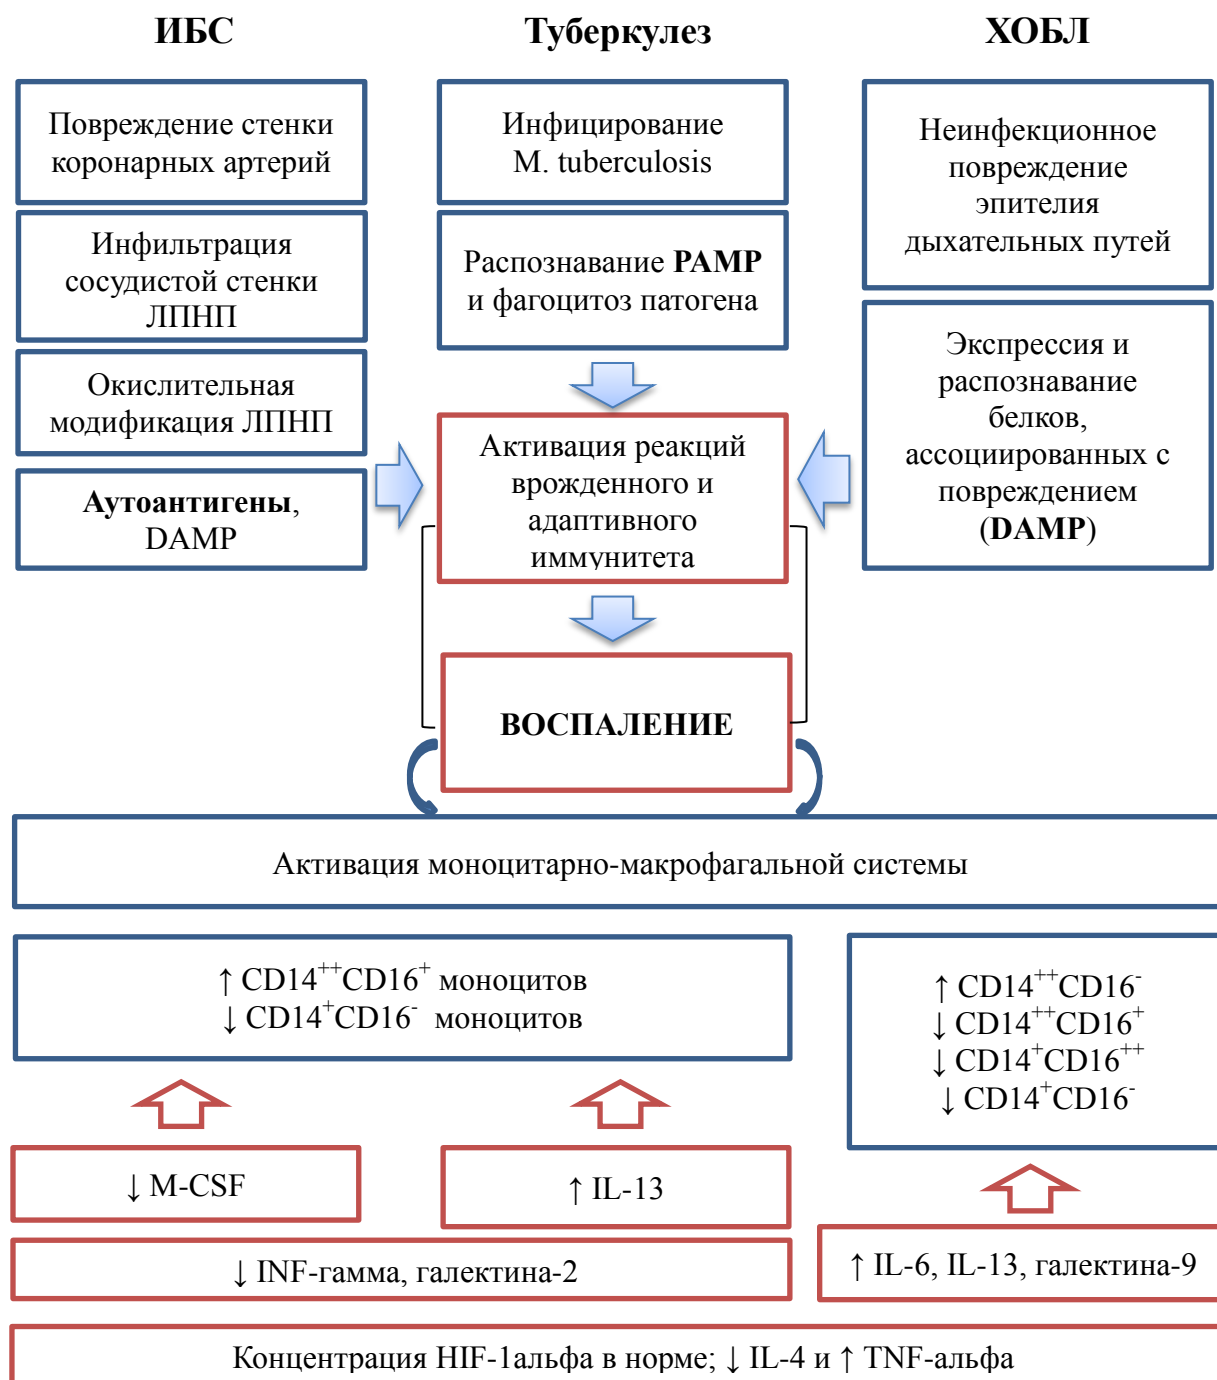 ИБС
Туберкулез
ХОБЛ
Повреждение стенки
коронарных артерий
Инфильтрация
сосудистой стенки
ЛПНП
Окислительная
модификация ЛПНП
Аутоантигены,
DAMP
Инфицирование
M. tuberculosis
Распознавание PAMP
и фагоцитоз патогена
Неинфекционное
повреждение
эпителия
дыхательных путей
Экспрессия и
распознавание
белков,
ассоциированных с
повреждением
(DAMP)
Активация реакций
врожденного и
адаптивного
иммунитета
ВОСПАЛЕНИЕ
Активация моноцитарно-макрофагальной системы
↑ CD14⁺⁺CD16⁺ моноцитов
↓ CD14⁺CD16⁻ моноцитов
↑ CD14⁺⁺CD16⁻
↓ CD14⁺⁺CD16⁺
↓ CD14⁺CD16⁺⁺
↓ CD14⁺CD16⁻
↓ M-CSF
↑ IL-13
↓ INF-гамма, галектина-2
↑ IL-6, IL-13, галектина-9
Концентрация HIF-1альфа в норме; ↓ IL-4 и ↑ TNF-альфа